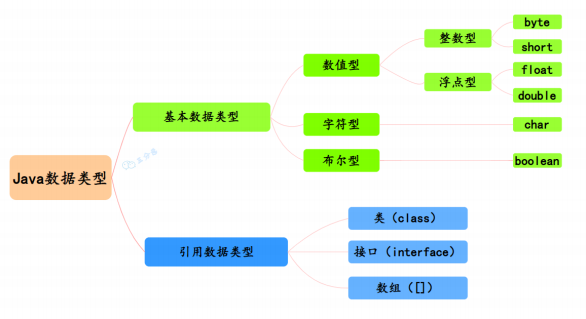 Java数据类型
基本数据类型
数值型
整数型
byte
short
浮点型
float
double
字符型
char
布尔型
boolean
引用数据类型
类（class）
接口（interface）
数组（[]）